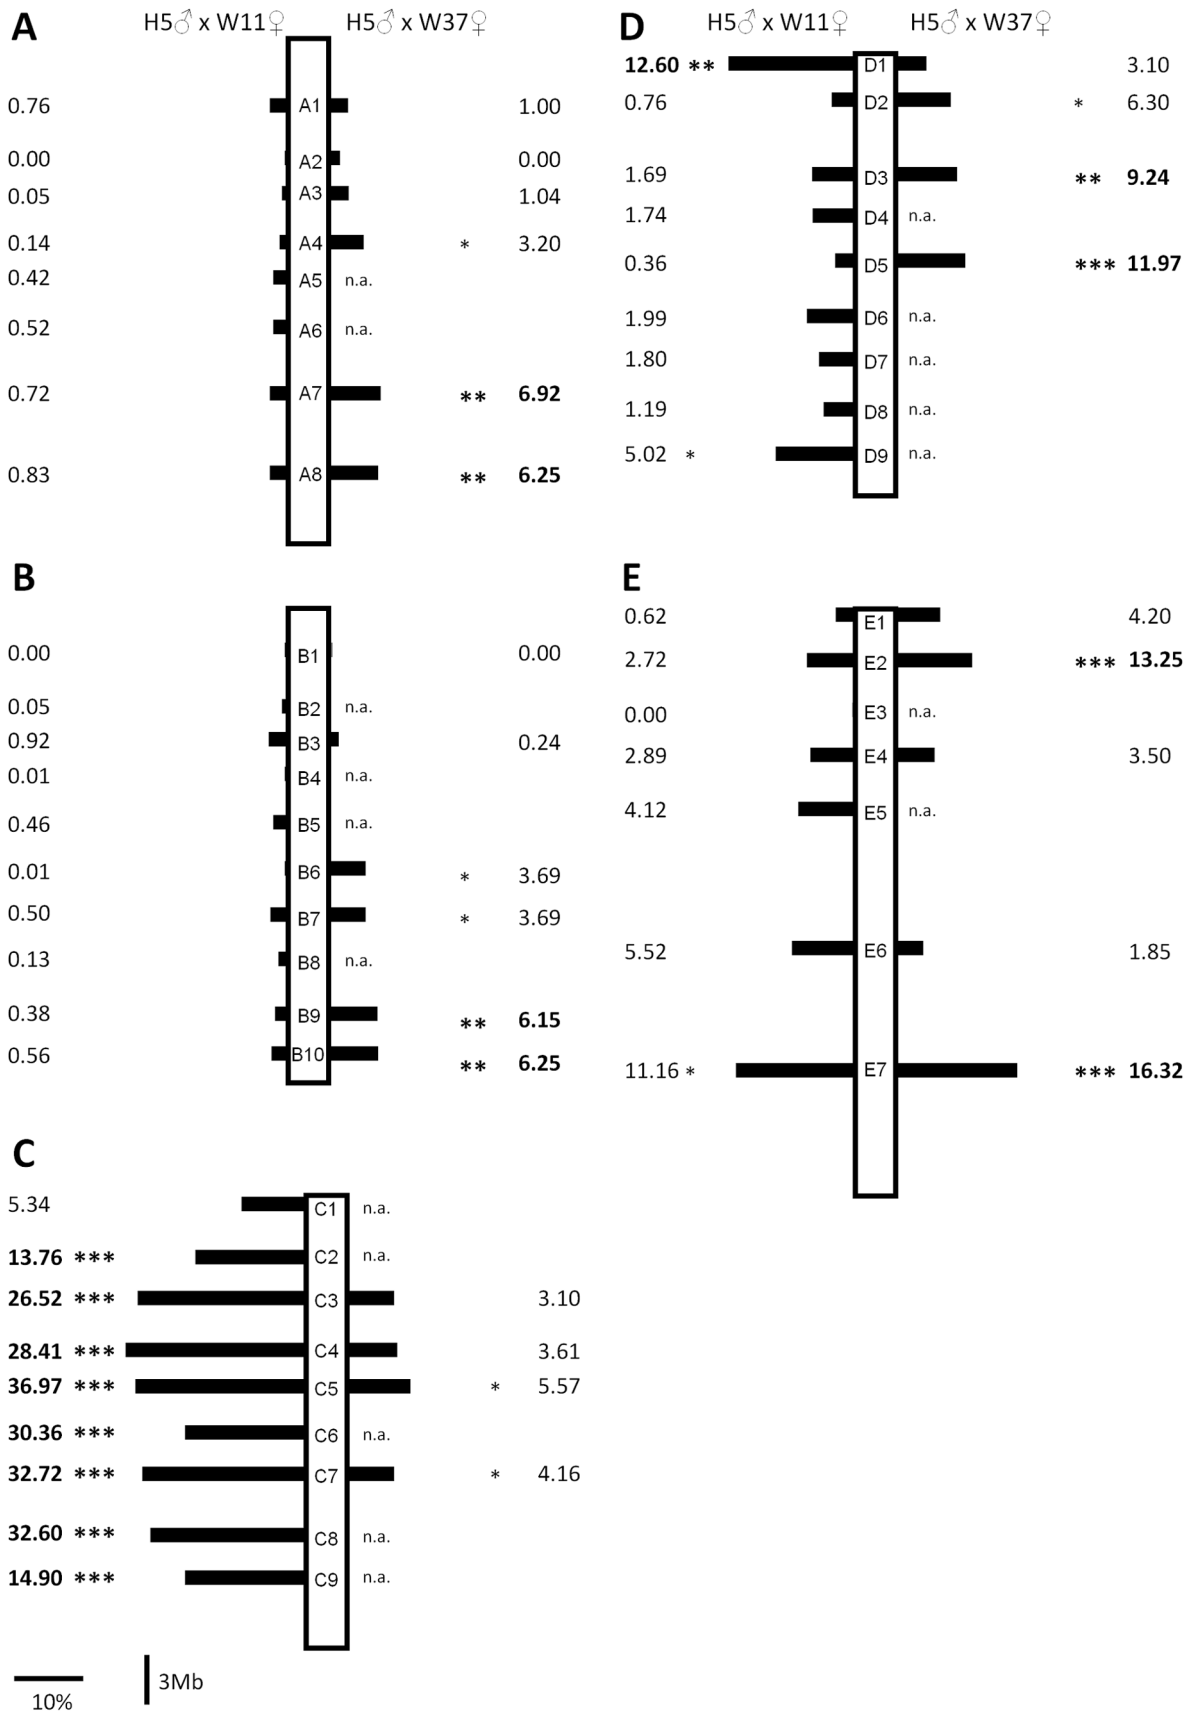 A H5♂ x W11♀ H5♂ x W37♀
0.76 A1 1.00
0.00 A2 0.00
0.05 A3 1.04
0.14 A4 * 3.20
0.42 A5 n.a.
0.52 A6 n.a.
0.72 A7 ** 6.92
0.83 A8 ** 6.25
B
0.00 B1 0.00
0.05 B2 n.a.
0.92 B3 0.24
0.01 B4 n.a.
0.46 B5 n.a.
0.01 B6 * 3.69
0.50 B7 * 3.69
0.13 B8 n.a.
0.38 B9 ** 6.15
0.56 B10 ** 6.25
C
5.34 C1 n.a.
13.76 *** C2 n.a.
26.52 *** C3 3.10
28.41 *** C4 3.61
36.97 *** C5 * 5.57
30.36 *** C6 n.a.
32.72 *** C7 * 4.16
32.60 *** C8 n.a.
14.90 *** C9 n.a.
10%
3Mb
D H5♂ x W11♀ H5♂ x W37♀
12.60 ** D1 3.10
0.76 D2 * 6.30
1.69 D3 ** 9.24
1.74 D4 n.a.
0.36 D5 *** 11.97
1.99 D6 n.a.
1.80 D7 n.a.
1.19 D8 n.a.
5.02 * D9 n.a.
E
0.62 E1 4.20
2.72 E2 *** 13.25
0.00 E3 n.a.
2.89 E4 3.50
4.12 E5 n.a.
5.52 E6 1.85
11.16 * E7 *** 16.32